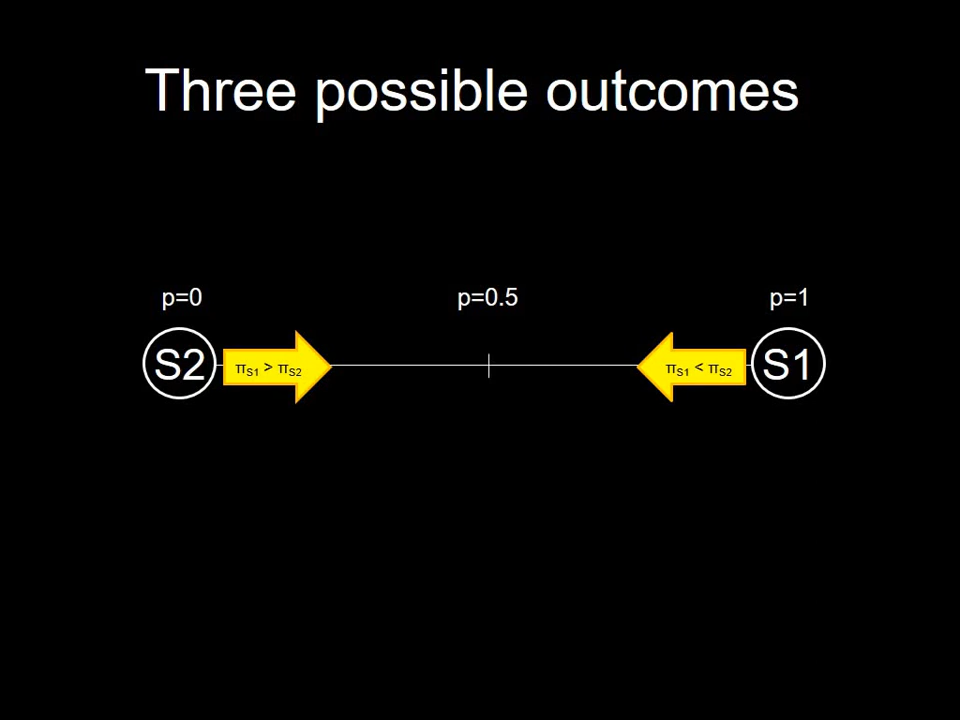 Three possible outcomes
p=0 p=0.5 p=1
S2 πS1 > πS2 πS1 < πS2 S1